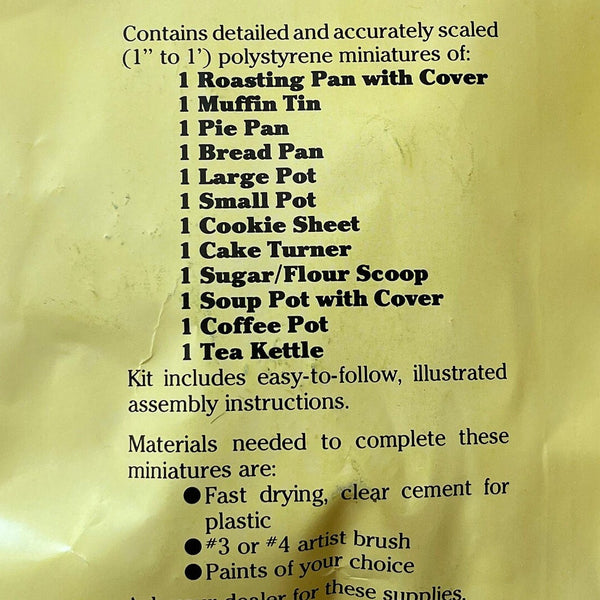 Contains detailed and accurately scaled
(1” to 1’) polystyrene miniatures of:
1 Roasting Pan with Cover
1 Muffin Tin
1 Pie Pan
1 Bread Pan
1 Large Pot
1 Small Pot
1 Cookie Sheet
1 Cake Turner
1 Sugar/Flour Scoop
1 Soup Pot with Cover
1 Coffee Pot
1 Tea Kettle
Kit includes easy-to-follow, illustrated
assembly instructions.
Materials needed to complete these
miniatures are:
●Fast drying, clear cement for
plastic
●#3 or #4 artist brush
●Paints of your choice
dealer for these supplies.